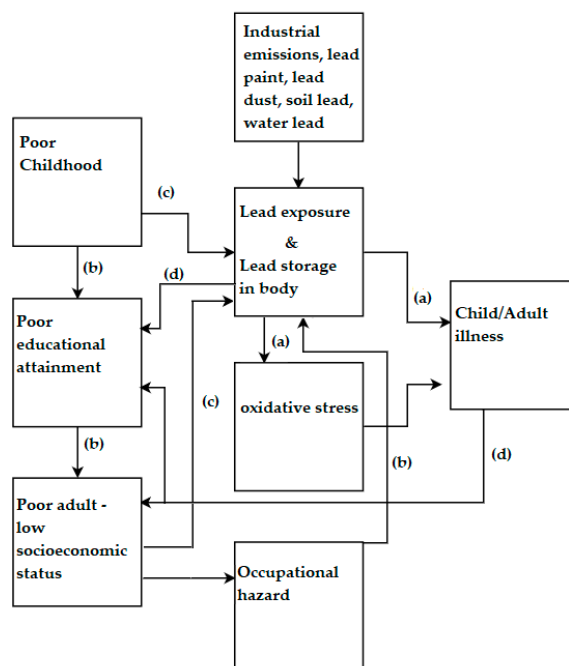 Industrial
emissions, lead
paint, lead
dust, soil lead,
water lead
Poor
Childhood
(c)
Lead exposure
&
Lead storage
in body
(b)
(d)
(a)
Child/Adult
illness
Poor
educational
attainment
(a)
(c)
oxidative stress
(b)
(b)
(d)
Poor adult -
low
socioeconomic
status
Occupational
hazard